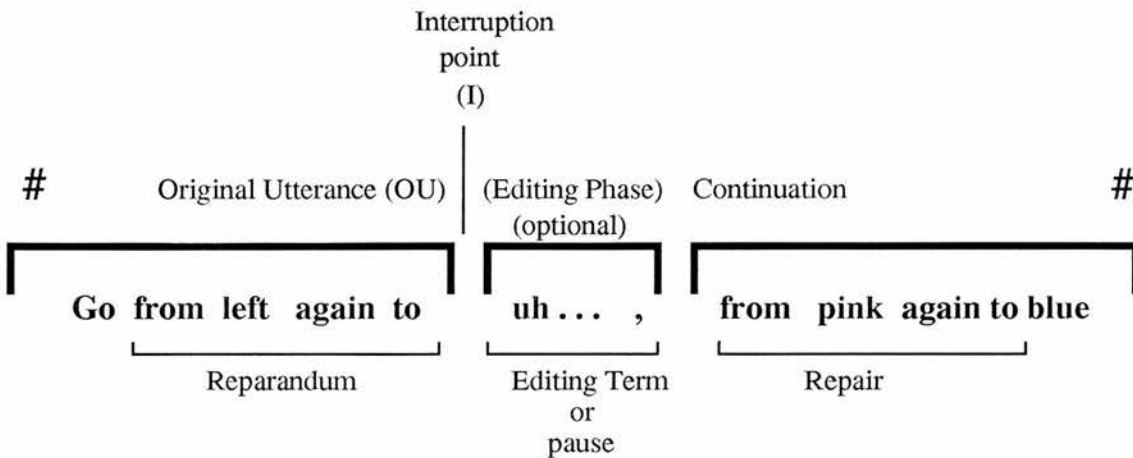 Interruption
point
(I)
# Original Utterance (OU) (Editing Phase) Continuation #
(optional)
Go from left again to uh . . . , from pink again to blue
Reparandum Editing Term Repair
or
pause